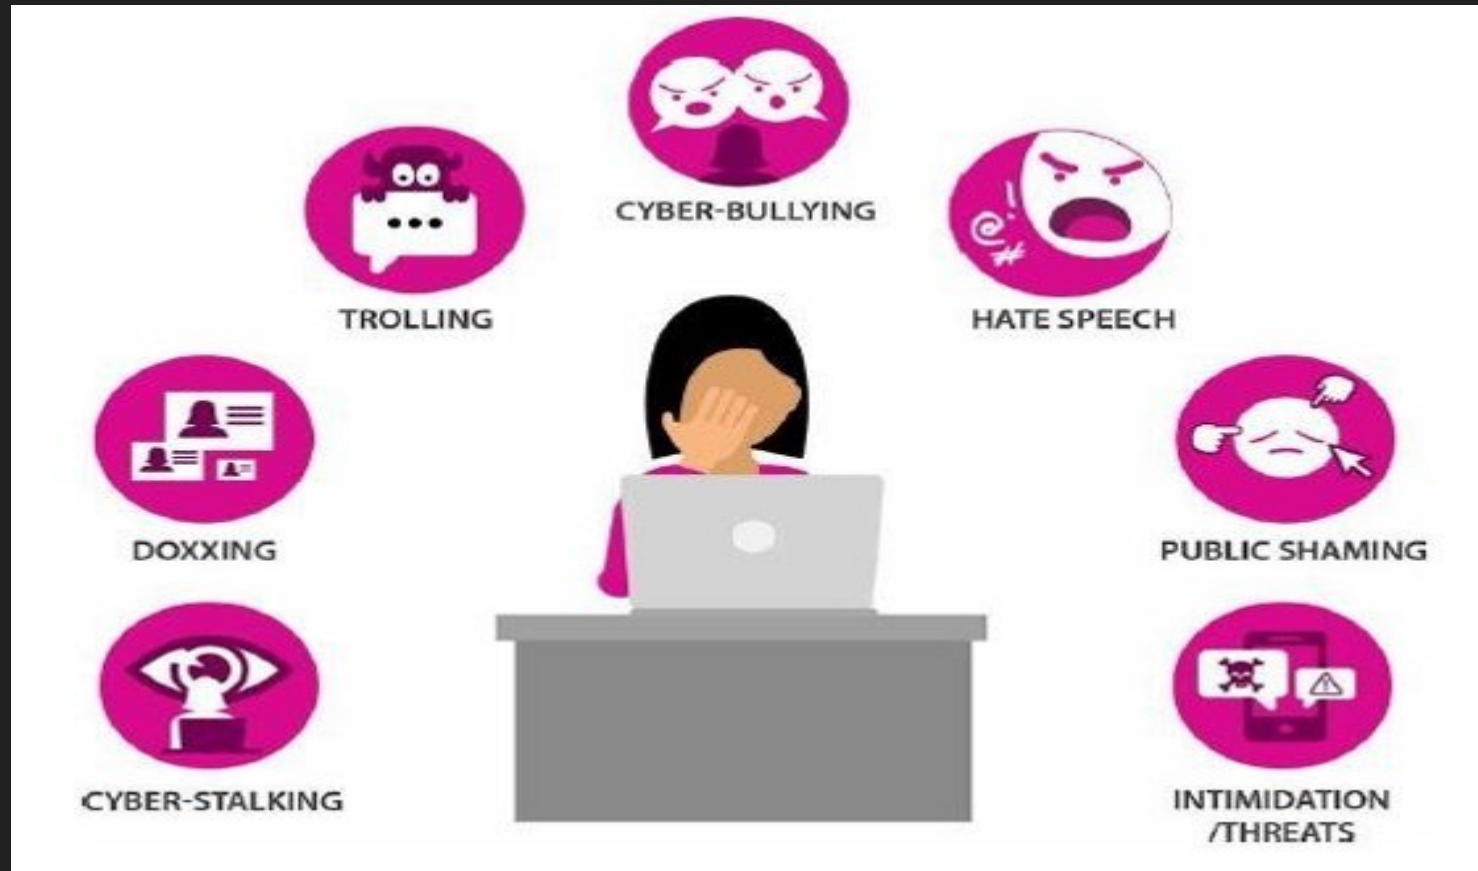 CYBER-BULLYING
TROLLING
HATE SPEECH
DOXXING
PUBLIC SHAMING
CYBER-STALKING
INTIMIDATION
/THREATS